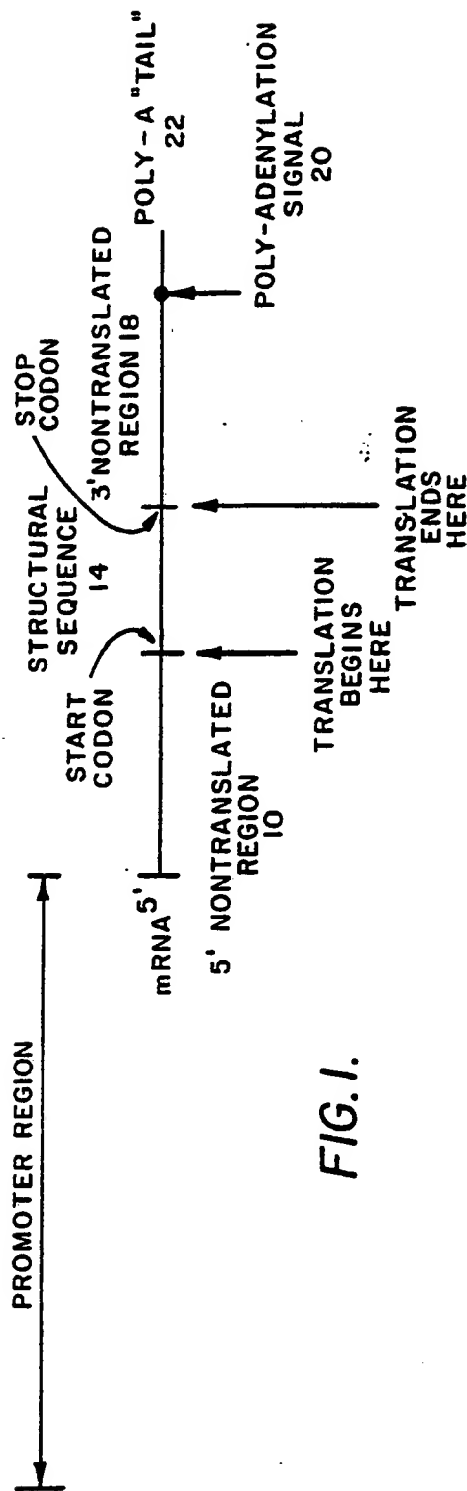 PROMOTER REGION
mRNA 5'
5' NONTRANSLATED
REGION
10
START
CODON
TRANSLATION
BEGINS
HERE
STRUCTURAL
SEQUENCE
14
STOP
CODON
TRANSLATION
ENDS
HERE
3' NONTRANSLATED
REGION 18
POLY-ADENYLATION
SIGNAL
20
POLY-A "TAIL"
22
FIG. 1.